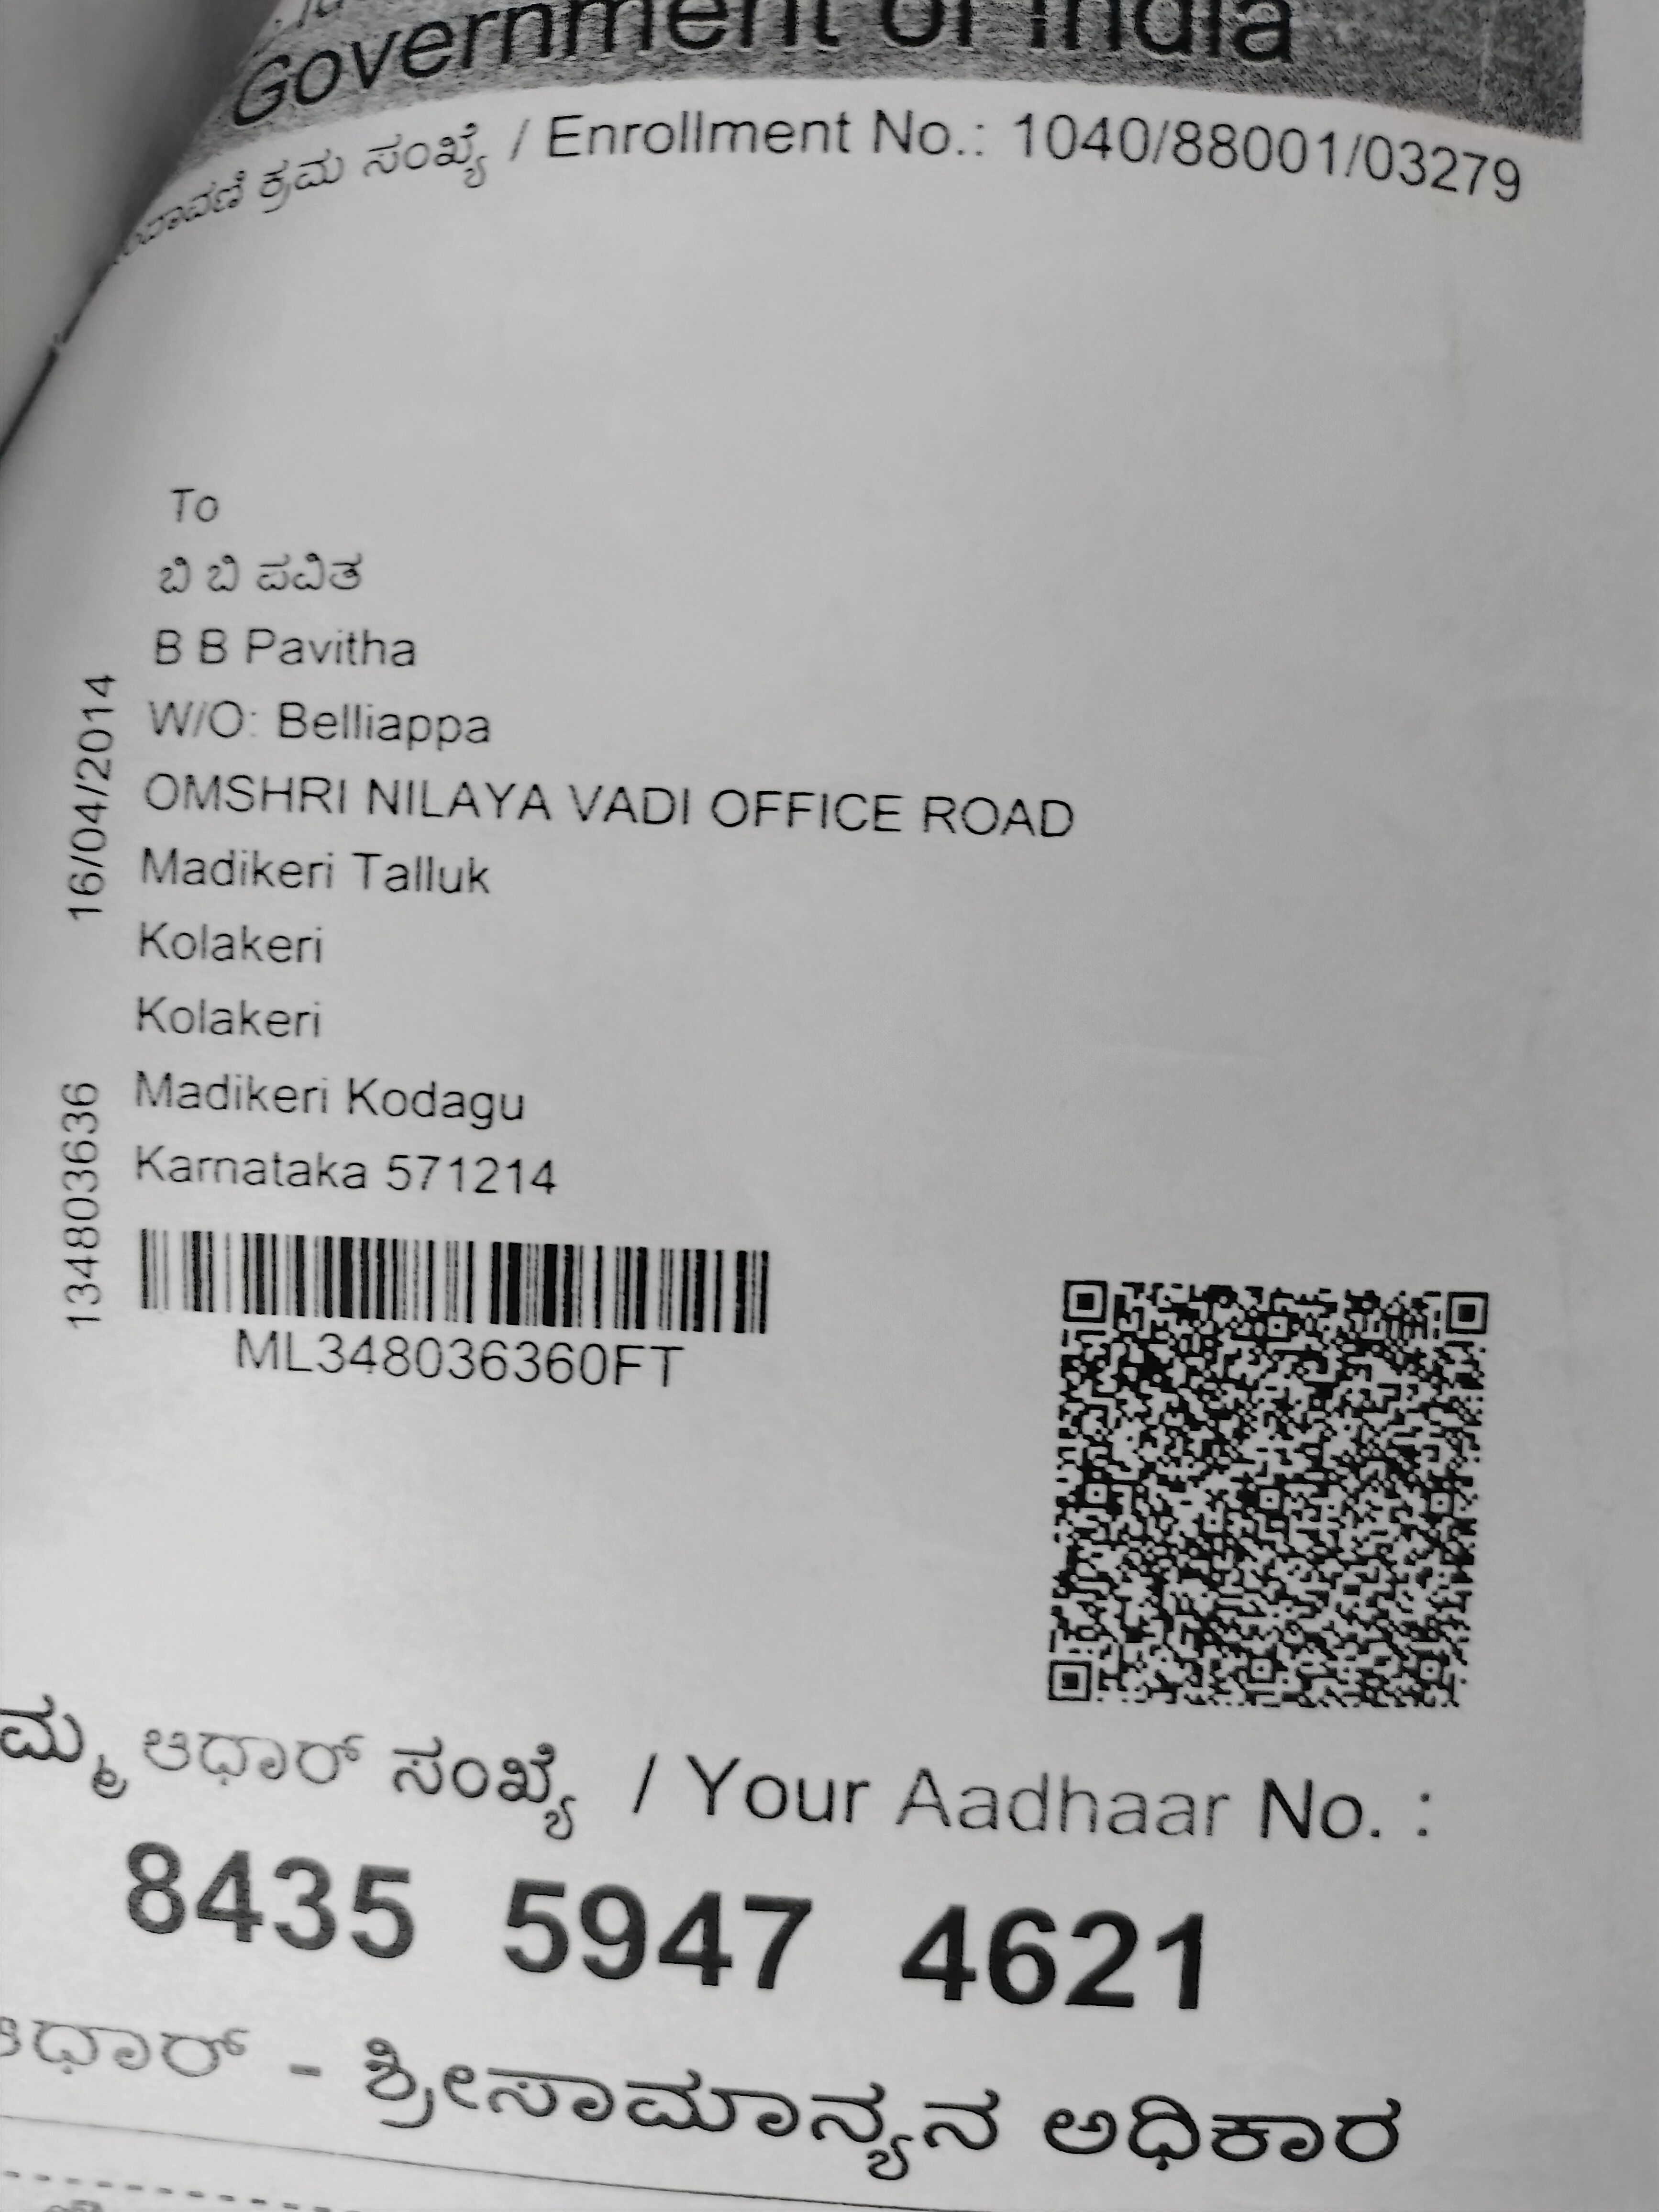 Government of India
ಕ್ರಮ ಸಂಖ್ಯೆ / Enrollment No.: 1040/88001/03279
To
ಬಿ ಬಿ ಪವಿತ
B B Pavitha
W/O: Belliappa
OMSHRI NILAYA VADI OFFICE ROAD
Madikeri Talluk
Kolakeri
Kolakeri
Madikeri Kodagu
Karnataka 571214
16/04/2014
134803636
ML348036360FT
ಆಧಾರ್ ಸಂಖ್ಯೆ / Your Aadhaar No. :
8435 5947 4621
ಆಧಾರ್ - ಶ್ರೀಸಾಮಾನ್ಯನ ಅಧಿಕಾರ